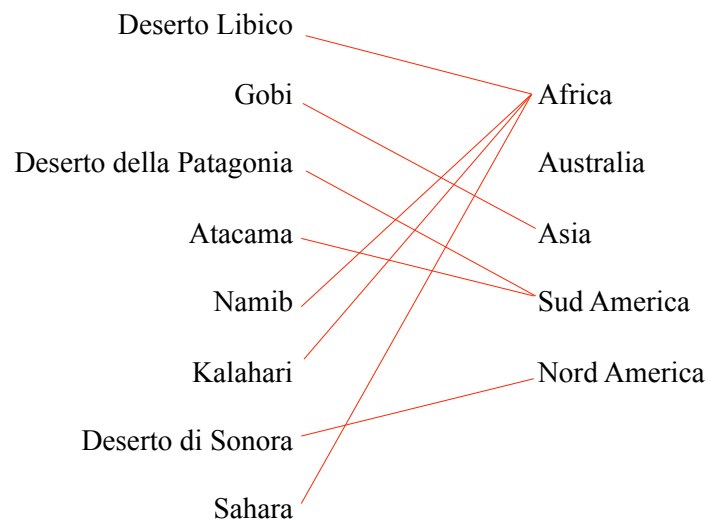 Deserto Libico
Gobi
Deserto della Patagonia
Atacama
Namib
Kalahari
Deserto di Sonora
Sahara
Africa
Australia
Asia
Sud America
Nord America